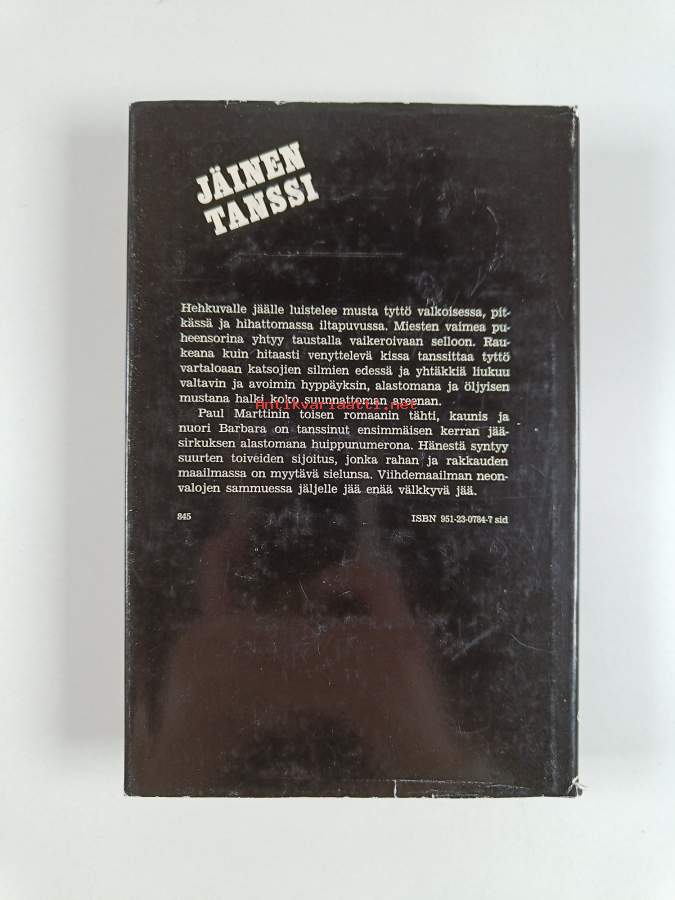 JÄINEN
TANSSI
Hehkuvalle jäälle luistelee musta tyttö valkoisessa, pit-
kässä ja hihattomassa iltapuvussa. Miesten vaimea pu-
heensorina yhtyy taustalla vaikeroivaan selloon. Rau-
keana kuin hitaasti venyttelevä kissa tanssittaa tyttö
vartaloaan katsojien silmien edessä ja yhtäkkiä liukuu
valtavin ja avoimin hyppäyksin, alastomana ja öljyisen
mustana halki koko suunnattoman areenan.
Antikvariaatti.net
Paul Marttinin toisen romaanin tähti, kaunis ja
nuori Barbara on tanssinut ensimmäisen kerran jää-
sirkuksen alastomana huippunumerona. Hänestä syntyy
suurten toiveiden sijoitus, jonka rahan ja rakkauden
maailmassa on myytävä sielunsa. Viihdemaailman neon-
valojen sammuessa jäljelle jää enää välkkyvä jää.
845 ISBN 951-23-0784-7 sid